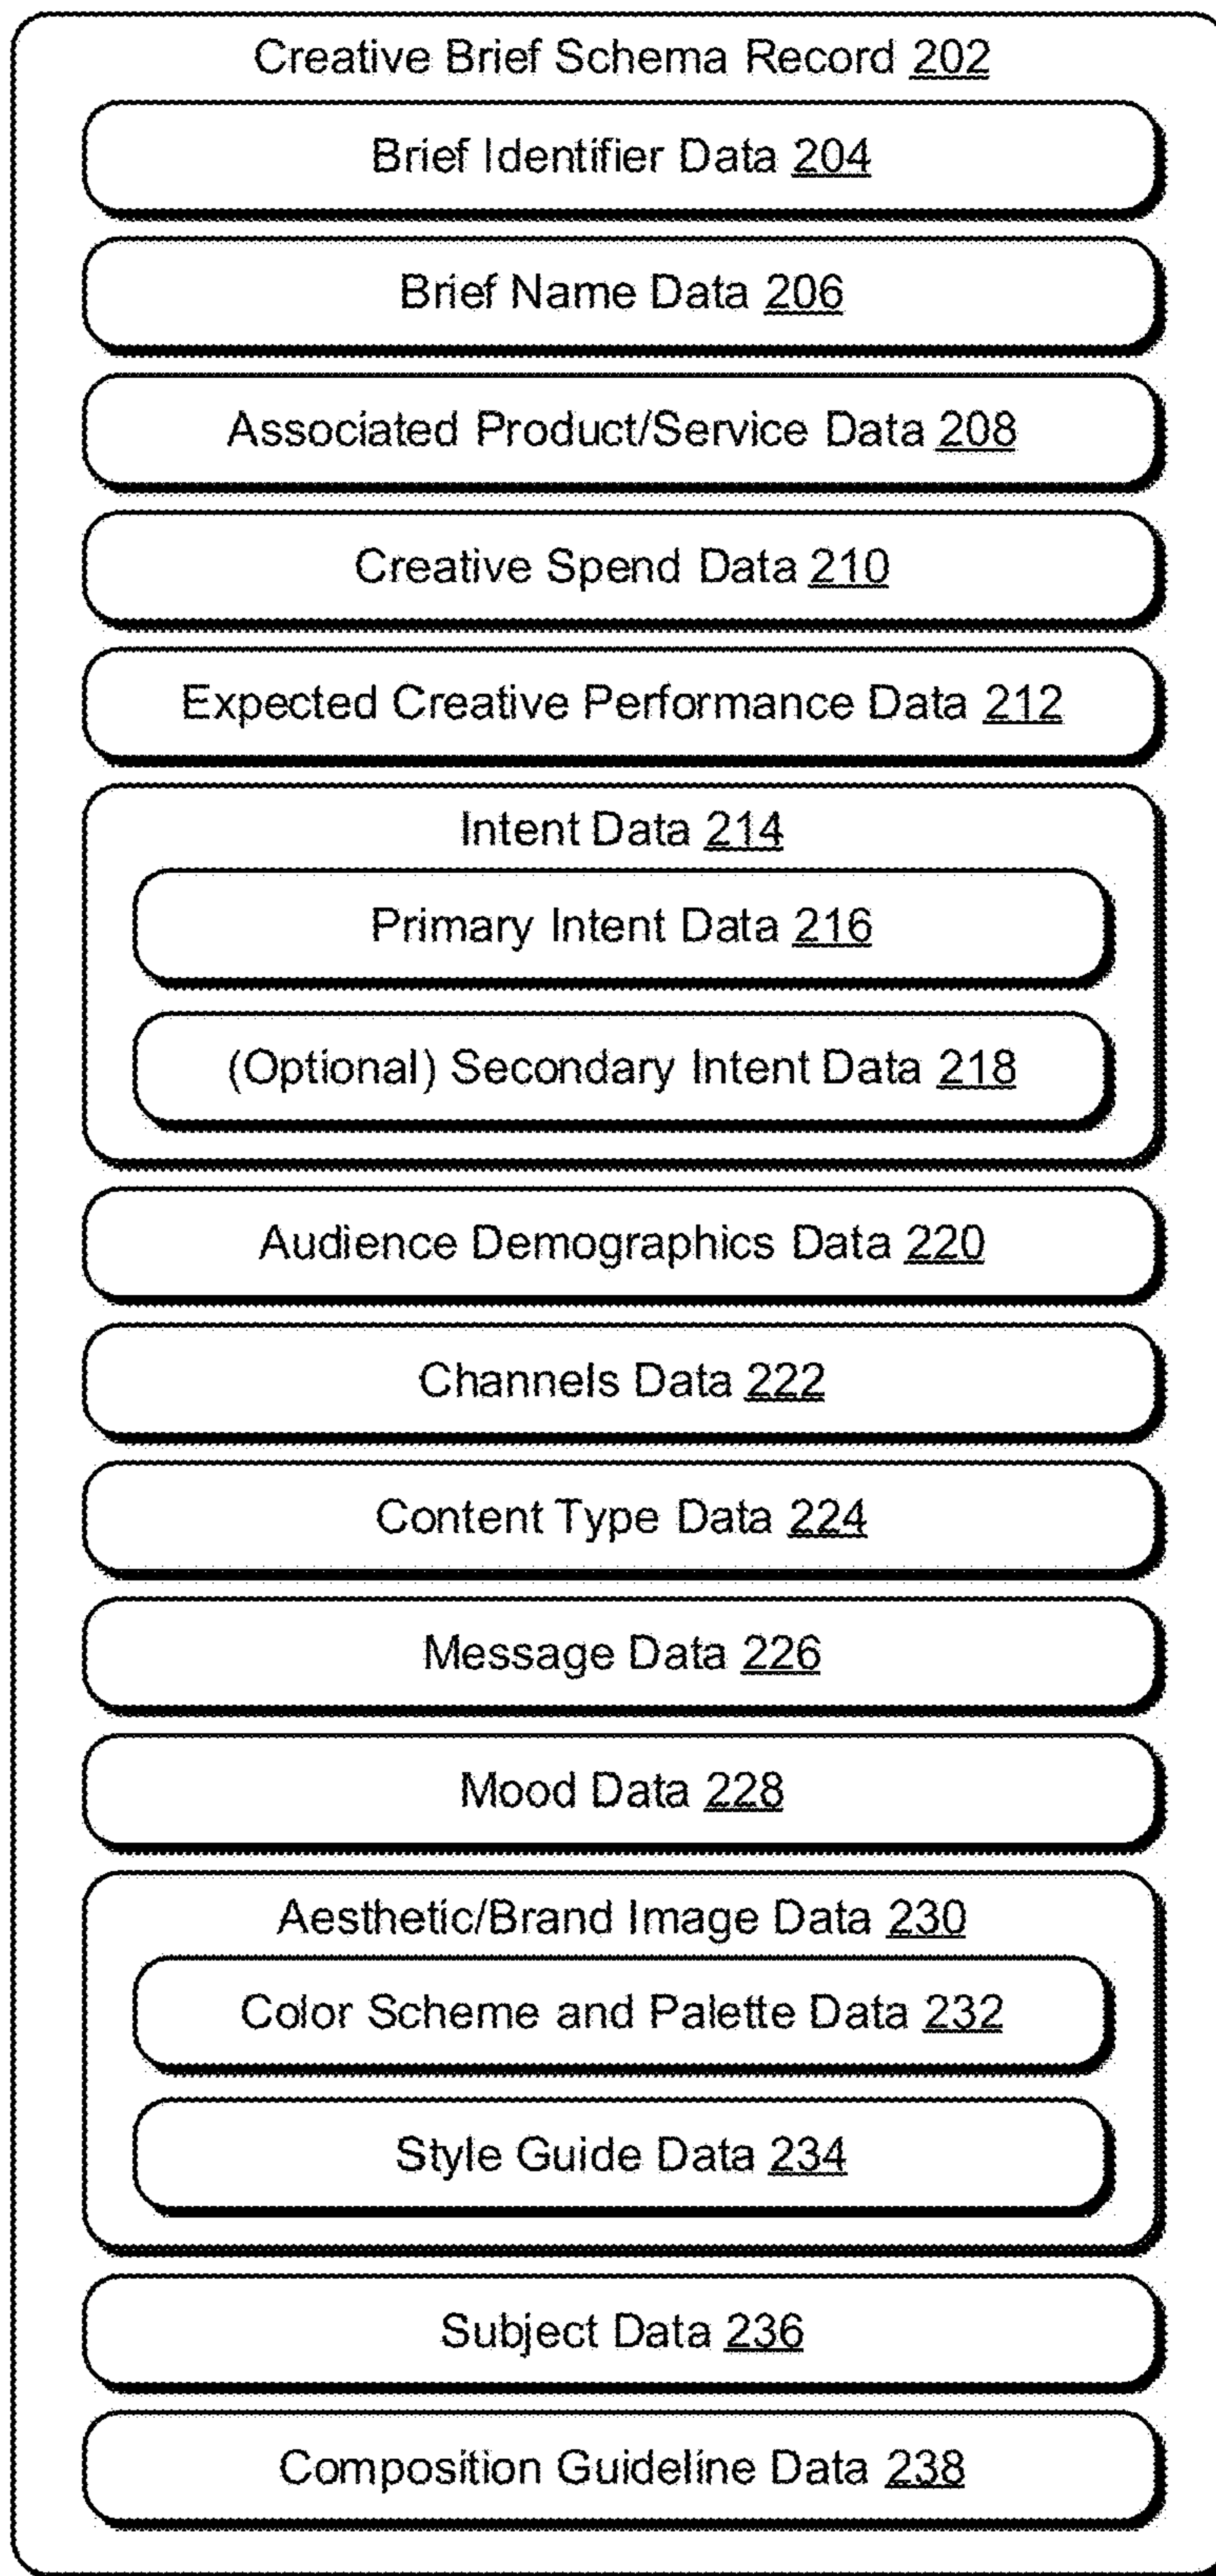 Creative Brief Schema Record 202
Brief Identifier Data 204
Brief Name Data 206
Associated Product/Service Data 208
Creative Spend Data 210
Expected Creative Performance Data 212
Intent Data 214
Primary Intent Data 216
(Optional) Secondary Intent Data 218
Audience Demographics Data 220
Channels Data 222
Content Type Data 224
Message Data 226
Mood Data 228
Aesthetic/Brand Image Data 230
Color Scheme and Palette Data 232
Style Guide Data 234
Subject Data 236
Composition Guideline Data 238